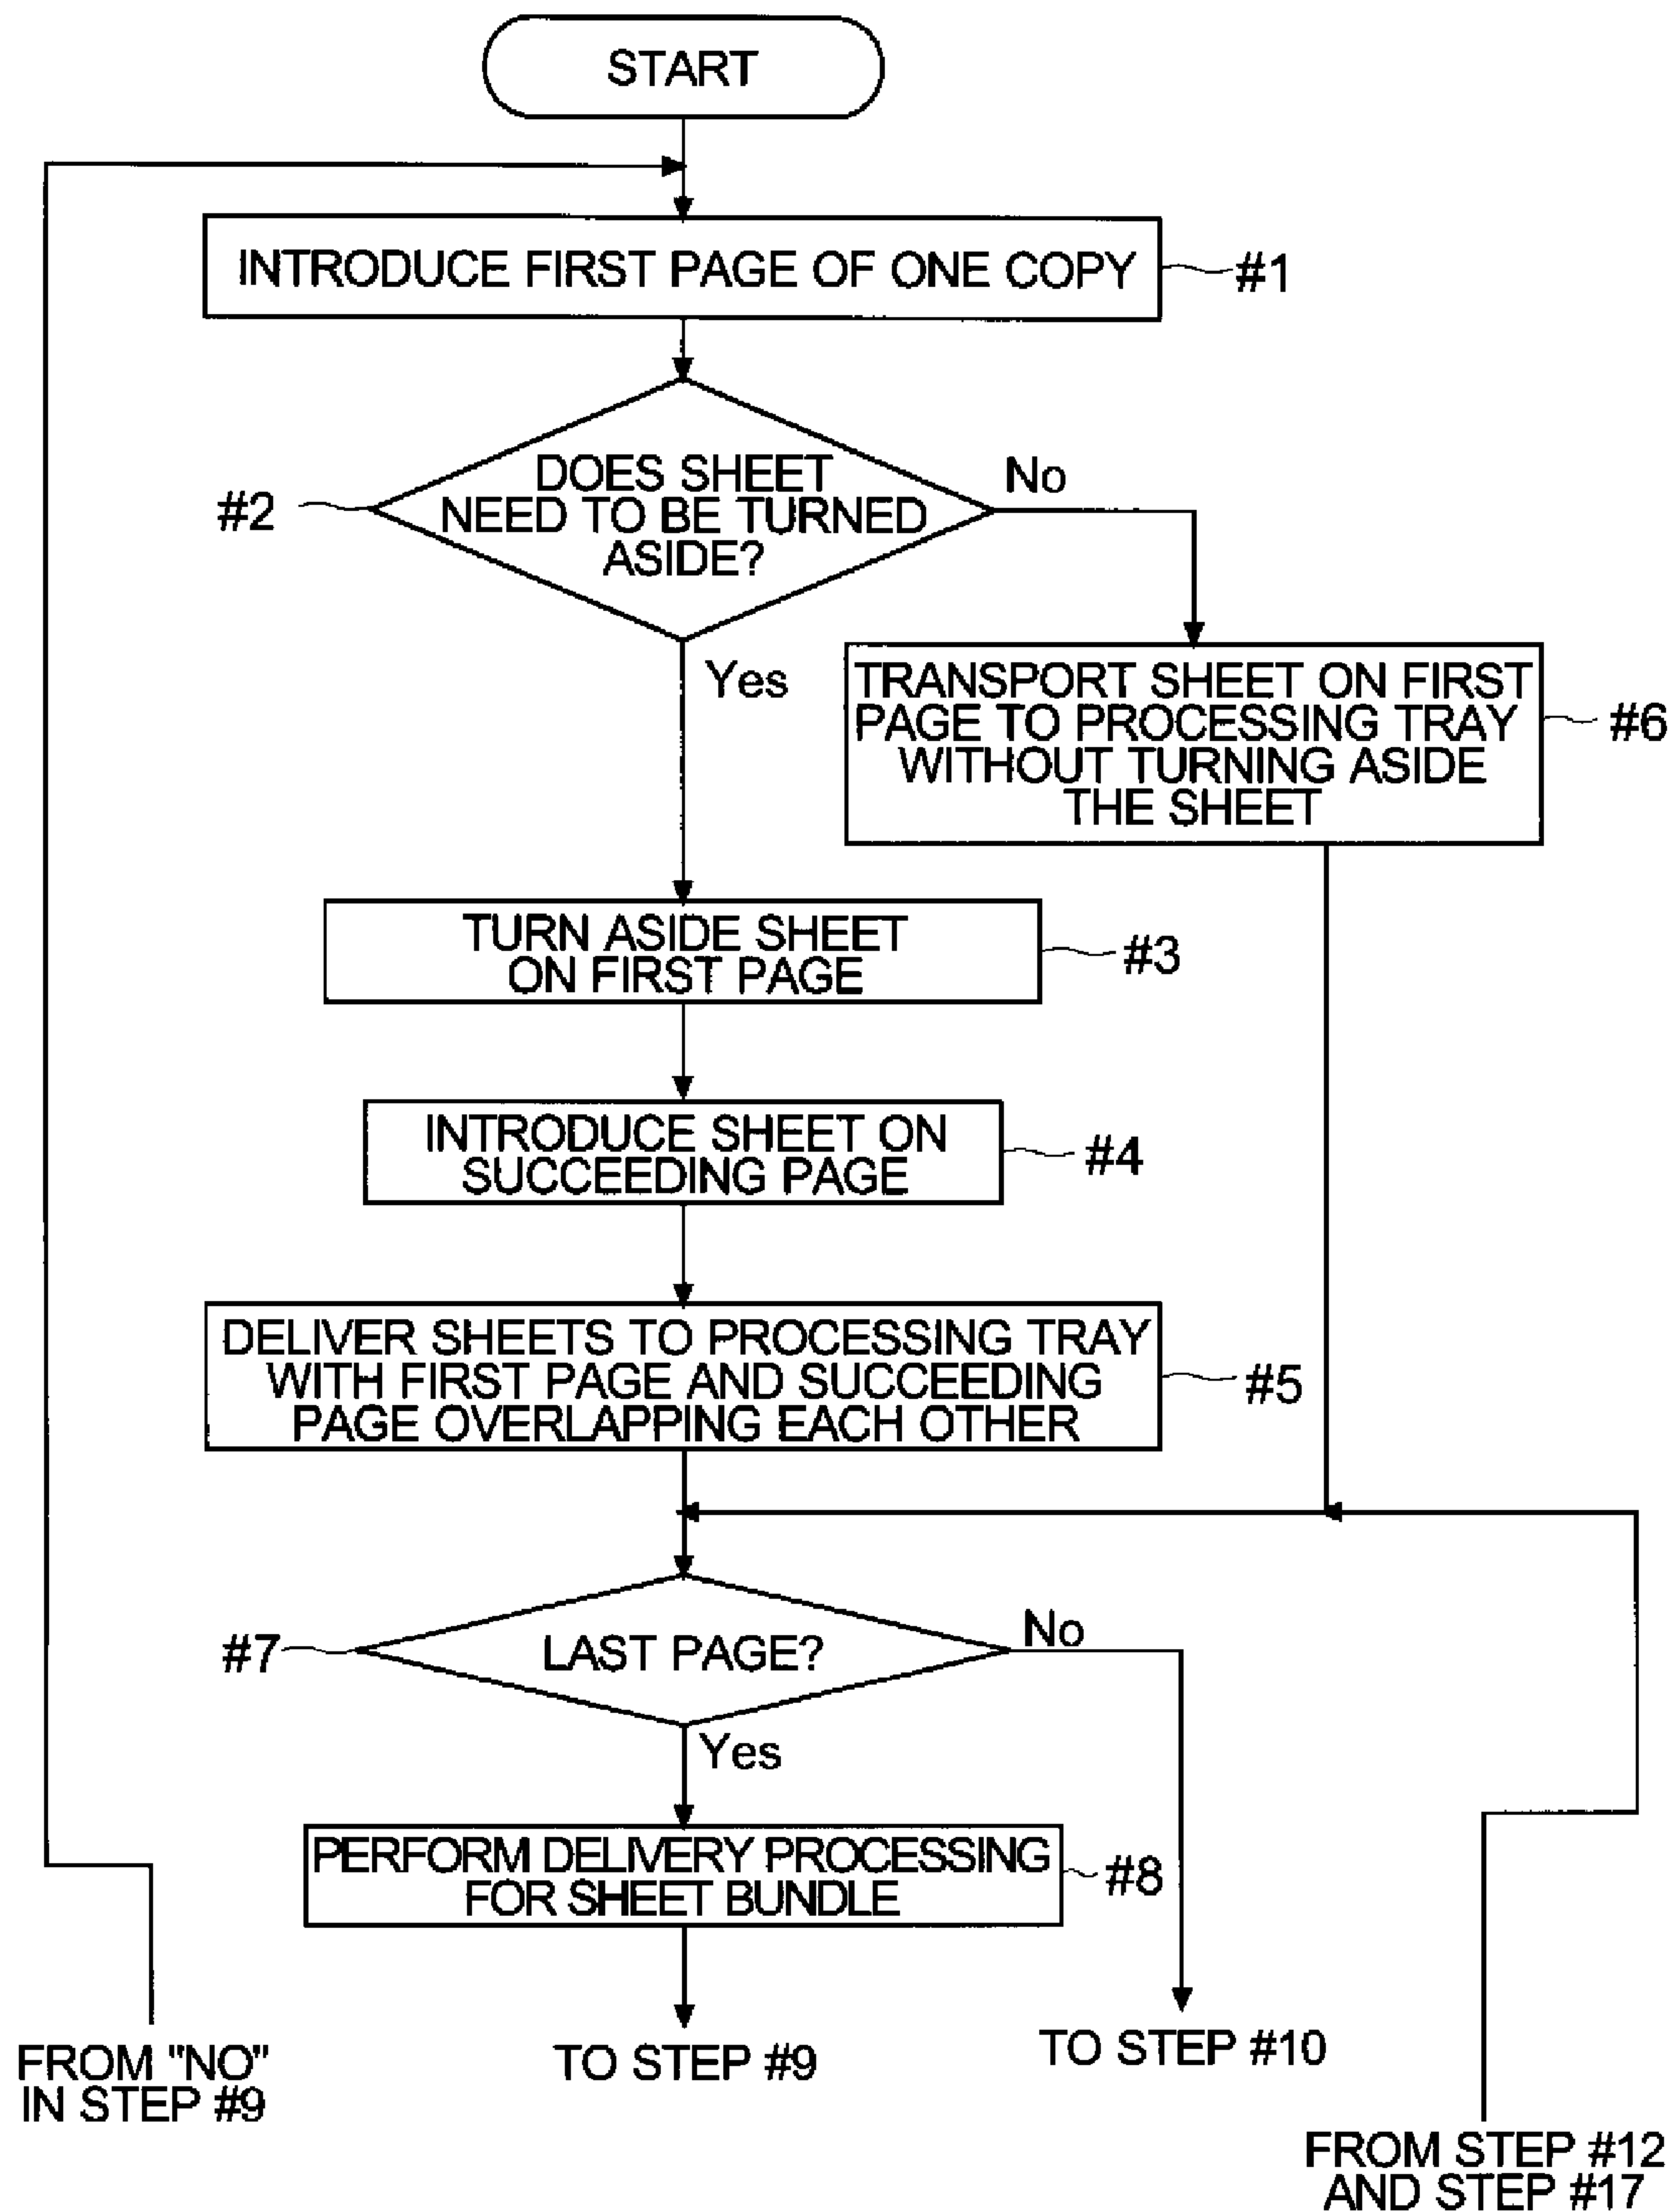 START
INTRODUCE FIRST PAGE OF ONE COPY
#1
DOES SHEET
NEED TO BE TURNED
ASIDE?
#2
No
Yes
TRANSPORT SHEET ON FIRST
PAGE TO PROCESSING TRAY
WITHOUT TURNING ASIDE
THE SHEET
#6
TURN ASIDE SHEET
ON FIRST PAGE
#3
INTRODUCE SHEET ON
SUCCEEDING PAGE
#4
DELIVER SHEETS TO PROCESSING TRAY
WITH FIRST PAGE AND SUCCEEDING
PAGE OVERLAPPING EACH OTHER
#5
#7
LAST PAGE?
No
Yes
PERFORM DELIVERY PROCESSING
FOR SHEET BUNDLE
#8
FROM "NO"
IN STEP #9
TO STEP #9
TO STEP #10
FROM STEP #12
AND STEP #17